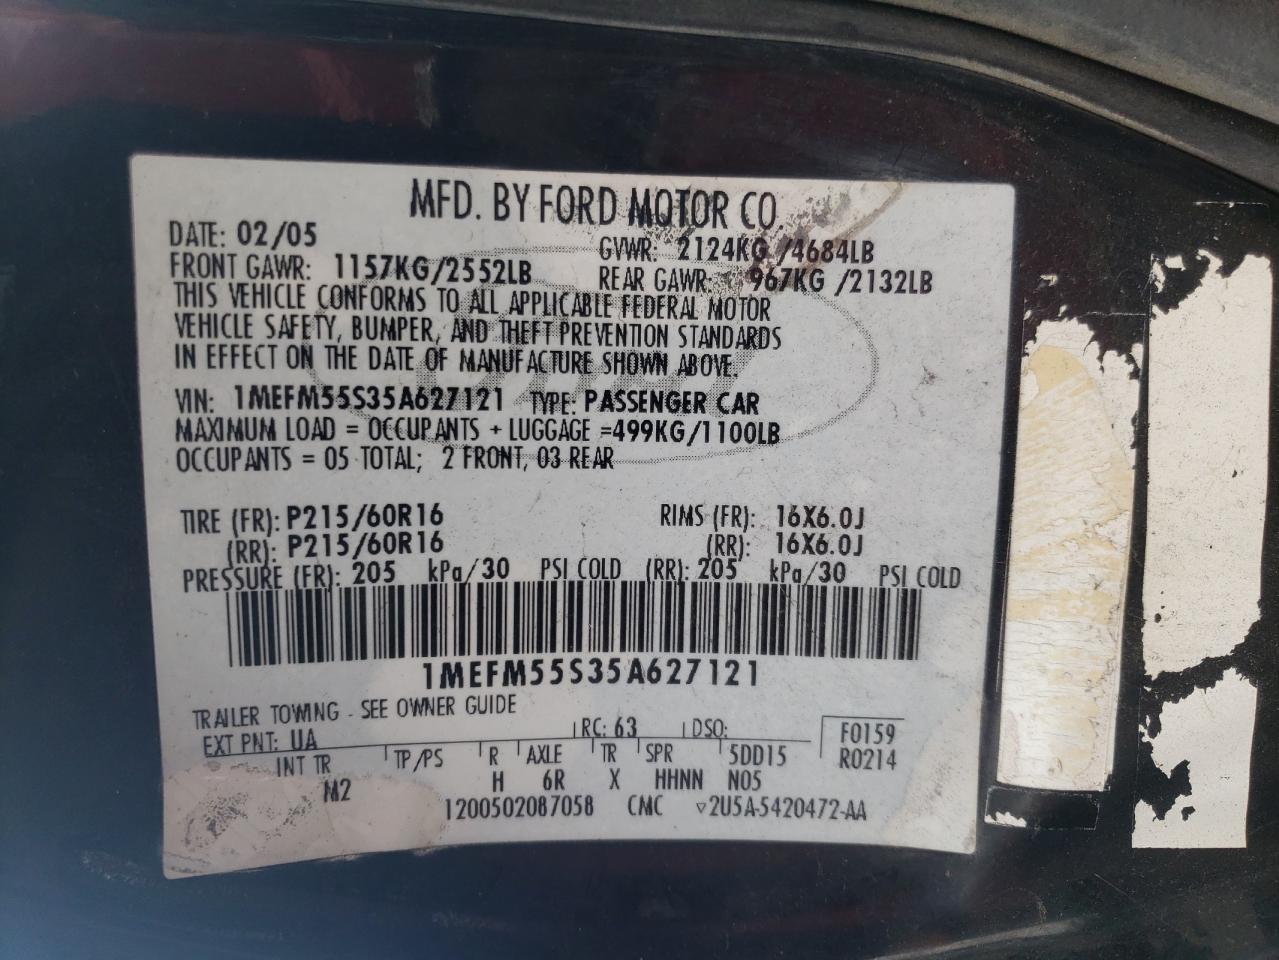 MFD. BY FORD MOTOR CO.
DATE: 02/05 GVWR: 2124KG /4684LB
FRONT GAWR: 1157KG/2552LB REAR GAWR: 967KG /2132LB
THIS VEHICLE CONFORMS TO ALL APPLICABLE FEDERAL MOTOR
VEHICLE SAFETY, BUMPER, AND THEFT PREVENTION STANDARDS
IN EFFECT ON THE DATE OF MANUFACTURE SHOWN ABOVE.
VIN: 1MEFM55S35A627121 TYPE: PASSENGER CAR
MAXIMUM LOAD = OCCUPANTS + LUGGAGE =499KG/1100LB
OCCUPANTS = 05 TOTAL; 2 FRONT, 03 REAR
TIRE (FR): P215/60R16 RIMS (FR): 16X6.0J
(RR): P215/60R16 (RR): 16X6.0J
PRESSURE (FR): 205 kPa/30 PSI COLD (RR): 205 kPa/30 PSI COLD
1MEFM55S35A627121
TRAILER TOWING - SEE OWNER GUIDE
EXT PNT: UA RC: 63 DSO: F0159
INT TR TP/PS R AXLE TR SPR 5DD15 R0214
M2 H 6R X HHNN N05
1200502087058 CMC ▽2U5A-5420472-AA